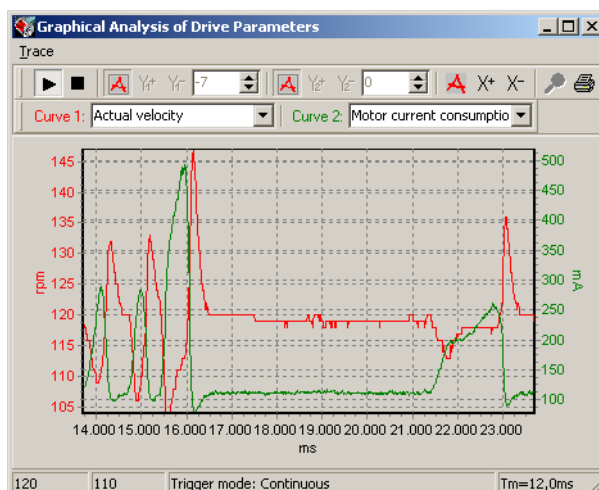 Graphical Analysis of Drive Parameters
Trace
Y1+ Y1- -7 Y2+ Y2- 0 X+ X-
Curve 1: Actual velocity Curve 2: Motor current consumptio
145
140
135
130
125
120
115
110
105
rpm
500
450
400
350
300
250
200
150
100
mA
14.000 15.000 16.000 17.000 18.000 19.000 20.000 21.000 22.000 23.000
ms
120 110 Trigger mode: Continuous Tm=12,0ms